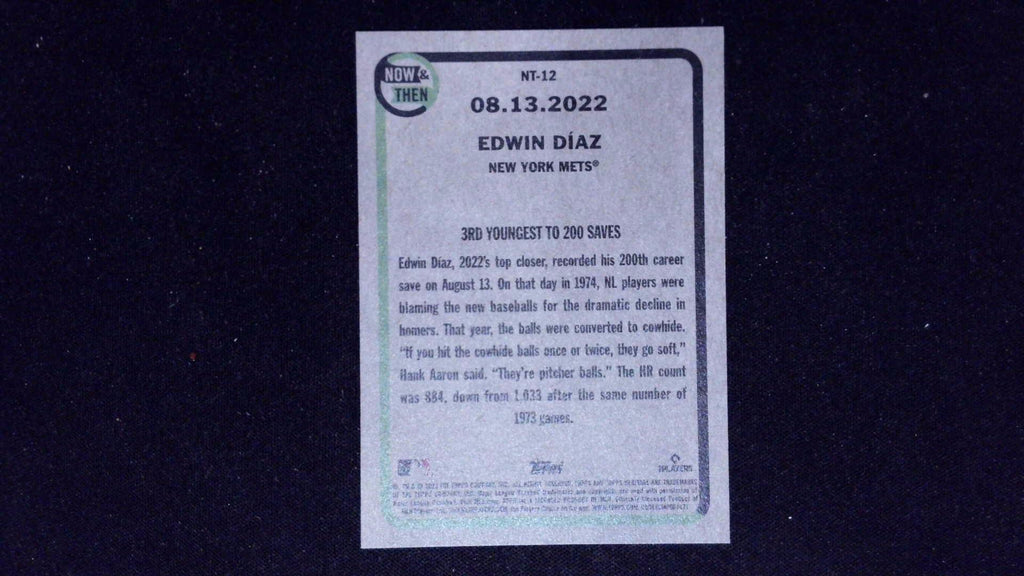 NOW &
THEN
NT-12
08.13.2022
EDWIN DÍAZ
NEW YORK METS®
3RD YOUNGEST TO 200 SAVES
Edwin Díaz, 2022's top closer, recorded his 200th career
save on August 13. On that day in 1974, NL players were
blaming the new baseballs for the dramatic decline in
homers. That year, the balls were converted to cowhide.
"If you hit the cowhide balls once or twice, they go soft,"
Hank Aaron said. "They're pitcher balls." The HR count
was 884, down from 1,033 after the same number of
1973 games.
Topps
PLAYERS